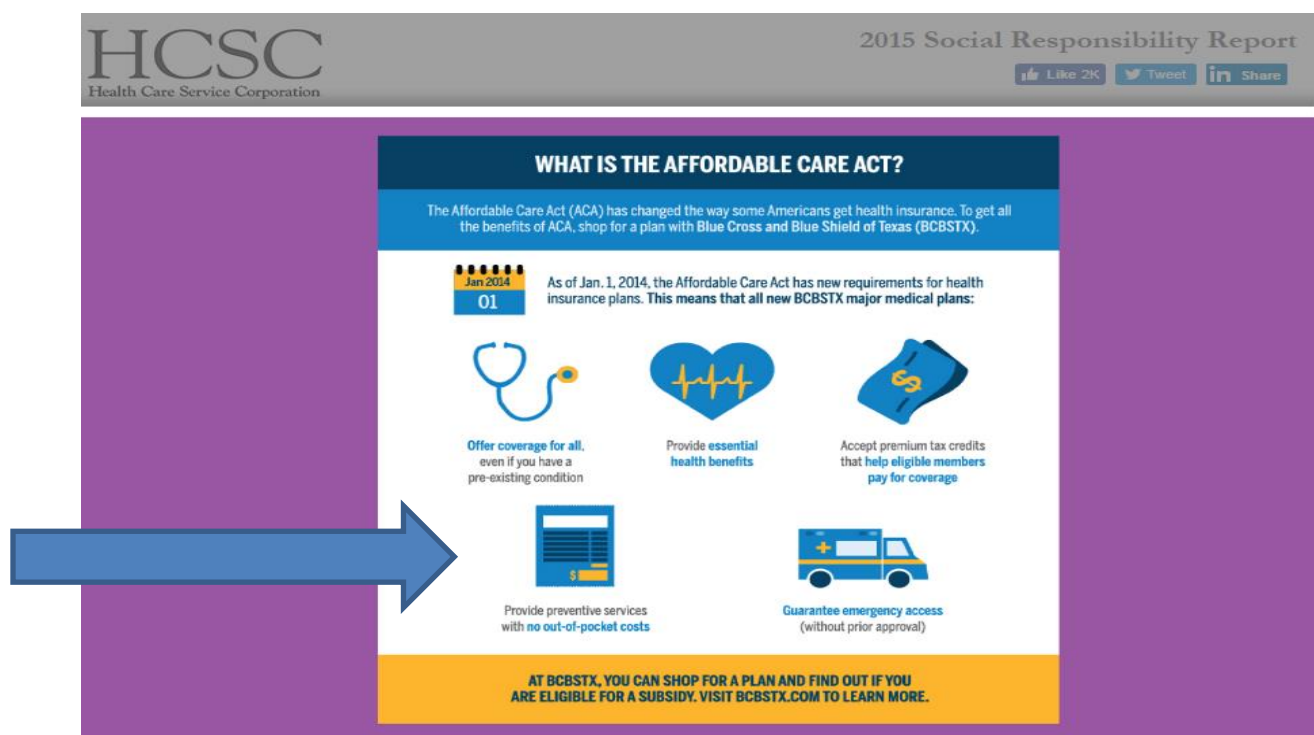 HCSC
Health Care Service Corporation
2015 Social Responsibility Report
Like 2K
Tweet
in Share
WHAT IS THE AFFORDABLE CARE ACT?
The Affordable Care Act (ACA) has changed the way some Americans get health insurance. To get all
the benefits of ACA, shop for a plan with Blue Cross and Blue Shield of Texas (BCBSTX).
Jan 2014
01
As of Jan. 1, 2014, the Affordable Care Act has new requirements for health
insurance plans. This means that all new BCBSTX major medical plans:
$
Offer coverage for all,
even if you have a
pre-existing condition
Provide essential
health benefits
Accept premium tax credits
that help eligible members
pay for coverage
$
Provide preventive services
with no out-of-pocket costs
Guarantee emergency access
(without prior approval)
AT BCBSTX, YOU CAN SHOP FOR A PLAN AND FIND OUT IF YOU
ARE ELIGIBLE FOR A SUBSIDY. VISIT BCBSTX.COM TO LEARN MORE.